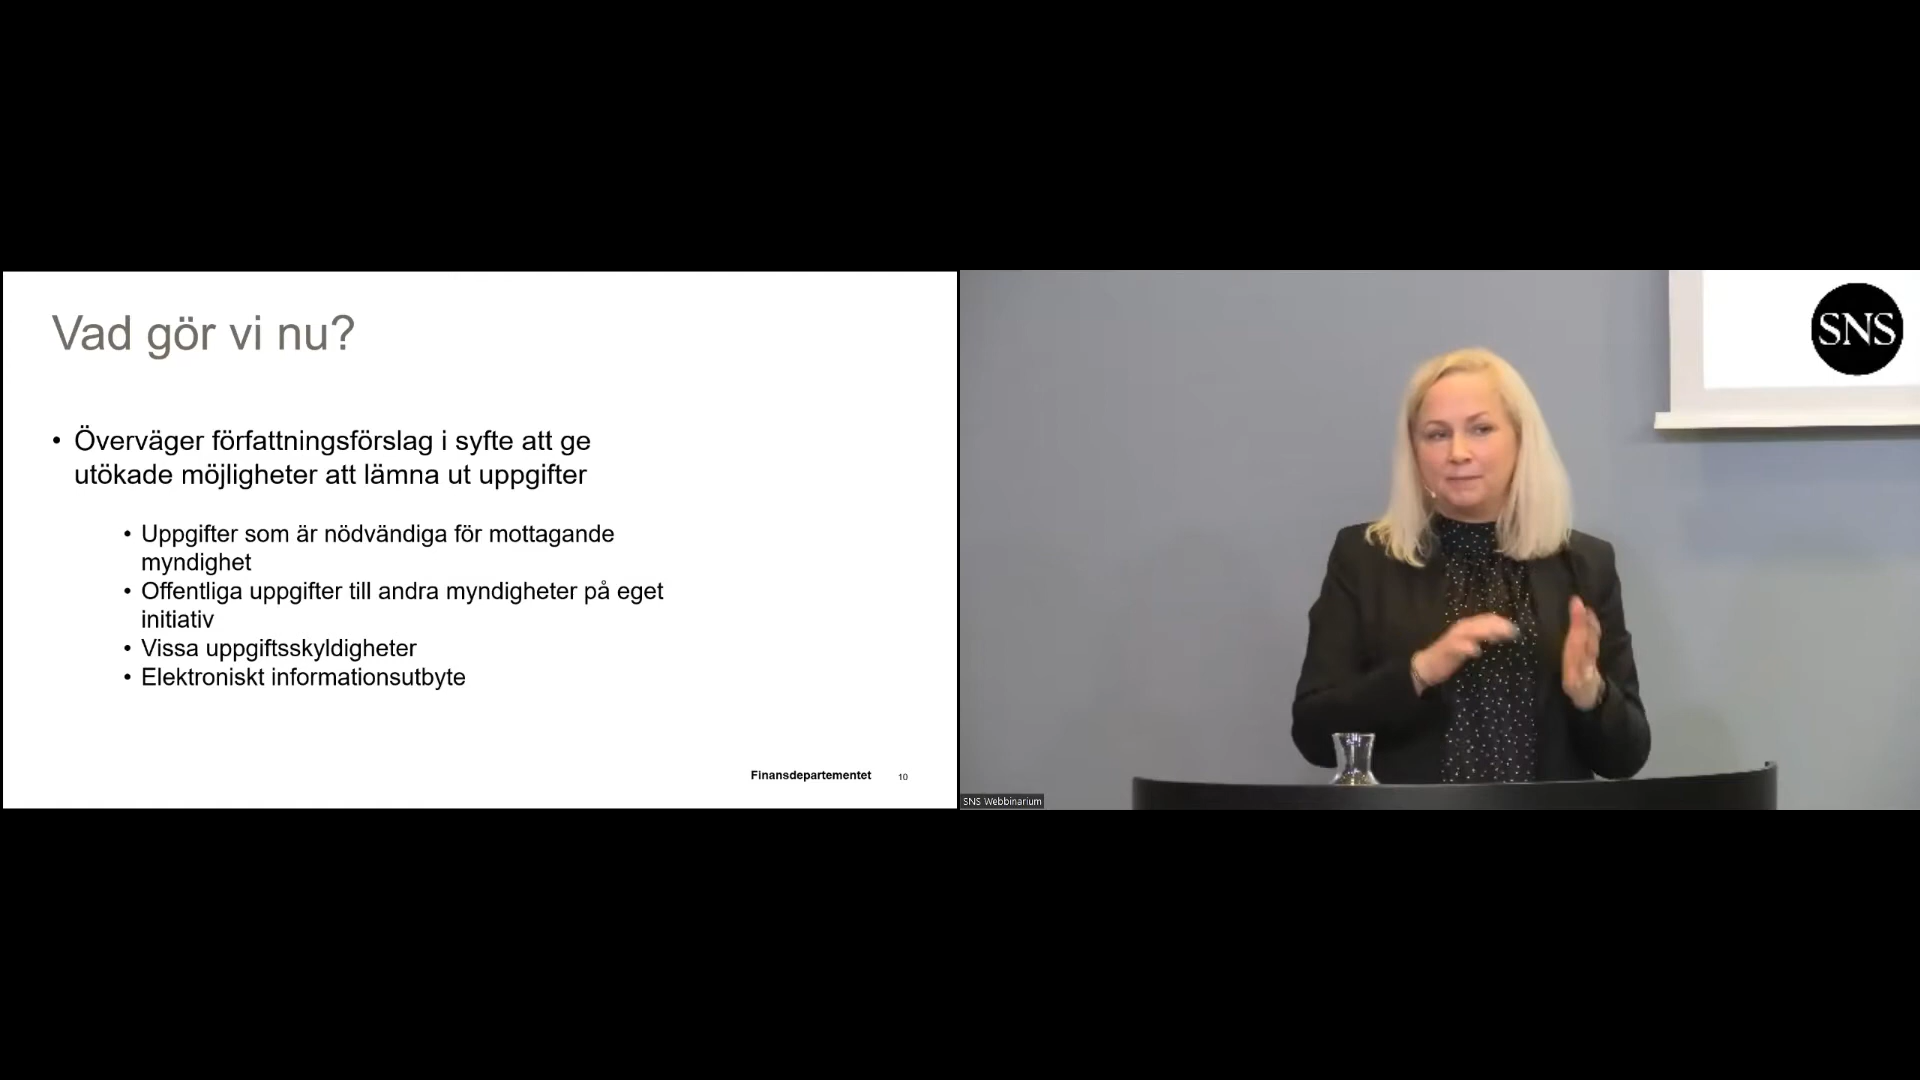 Vad gör vi nu?
• Överväger författningsförslag i syfte att ge
utökade möjligheter att lämna ut uppgifter
• Uppgifter som är nödvändiga för mottagande
myndighet
• Offentliga uppgifter till andra myndigheter på eget
initiativ
• Vissa uppgiftsskyldigheter
• Elektroniskt informationsutbyte
Finansdepartementet 10
SNS
SNS Webbinarium